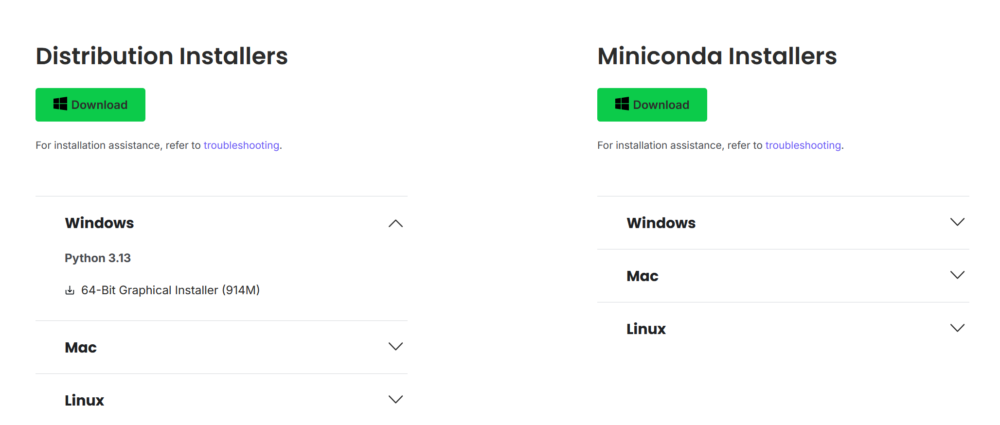 Distribution Installers
Download
For installation assistance, refer to troubleshooting.
Windows
Python 3.13
64-Bit Graphical Installer (914M)
Mac
Linux
Miniconda Installers
Download
For installation assistance, refer to troubleshooting.
Windows
Mac
Linux